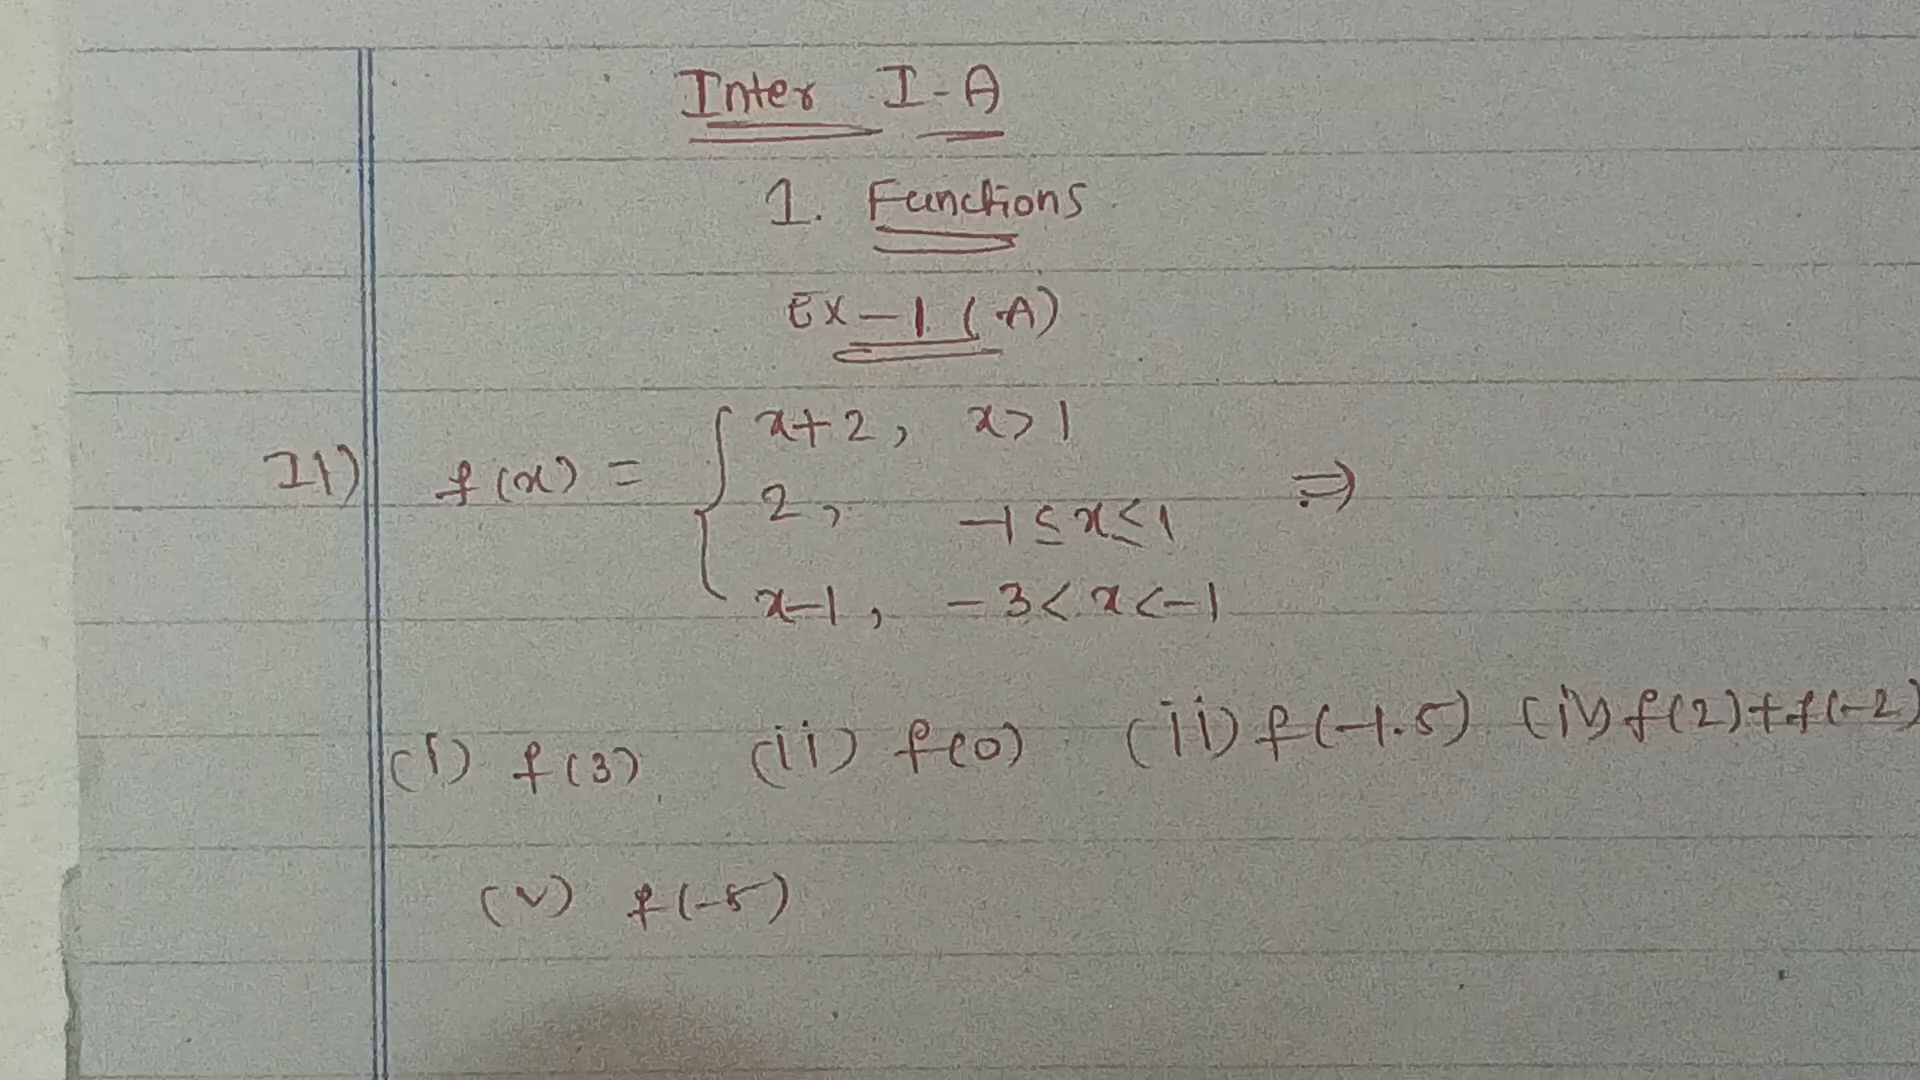 Inter I-A
1. Functions
Ex-1(A)
I1) f(x) = { x+2, x>1 ⇒
2, -1≤x≤1
x-1, -3<x<-1
(i) f(3) (ii) f(0) (ii) f(-1.5) (iv) f(2)+f(-2)
(v) f(-5)